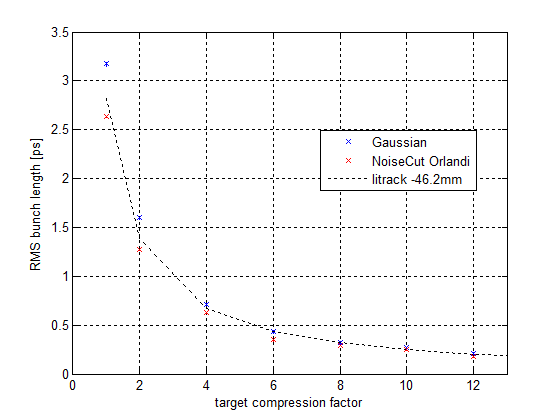 3.5
3
2.5
2
1.5
1
0.5
0
RMS bunch length [ps]
Gaussian
NoiseCut Orlandi
litrack -46.2mm
0 2 4 6 8 10 12
target compression factor